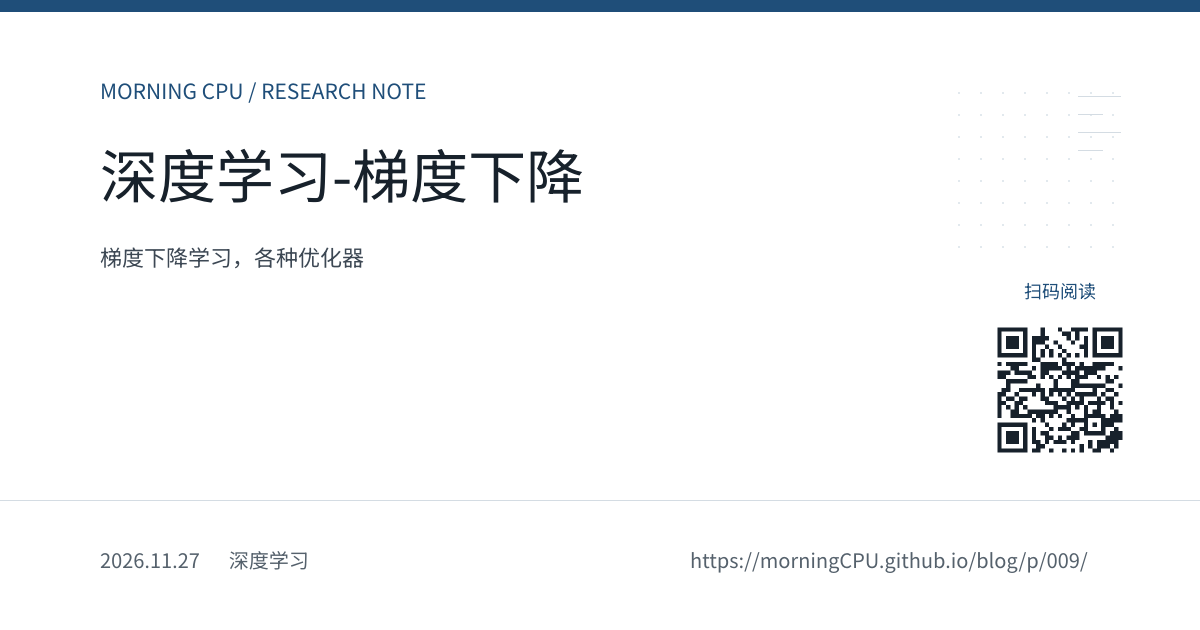 MORNING CPU / RESEARCH NOTE
深度学习-梯度下降
梯度下降学习，各种优化器
扫码阅读
2026.11.27 深度学习
https://morningCPU.github.io/blog/p/009/